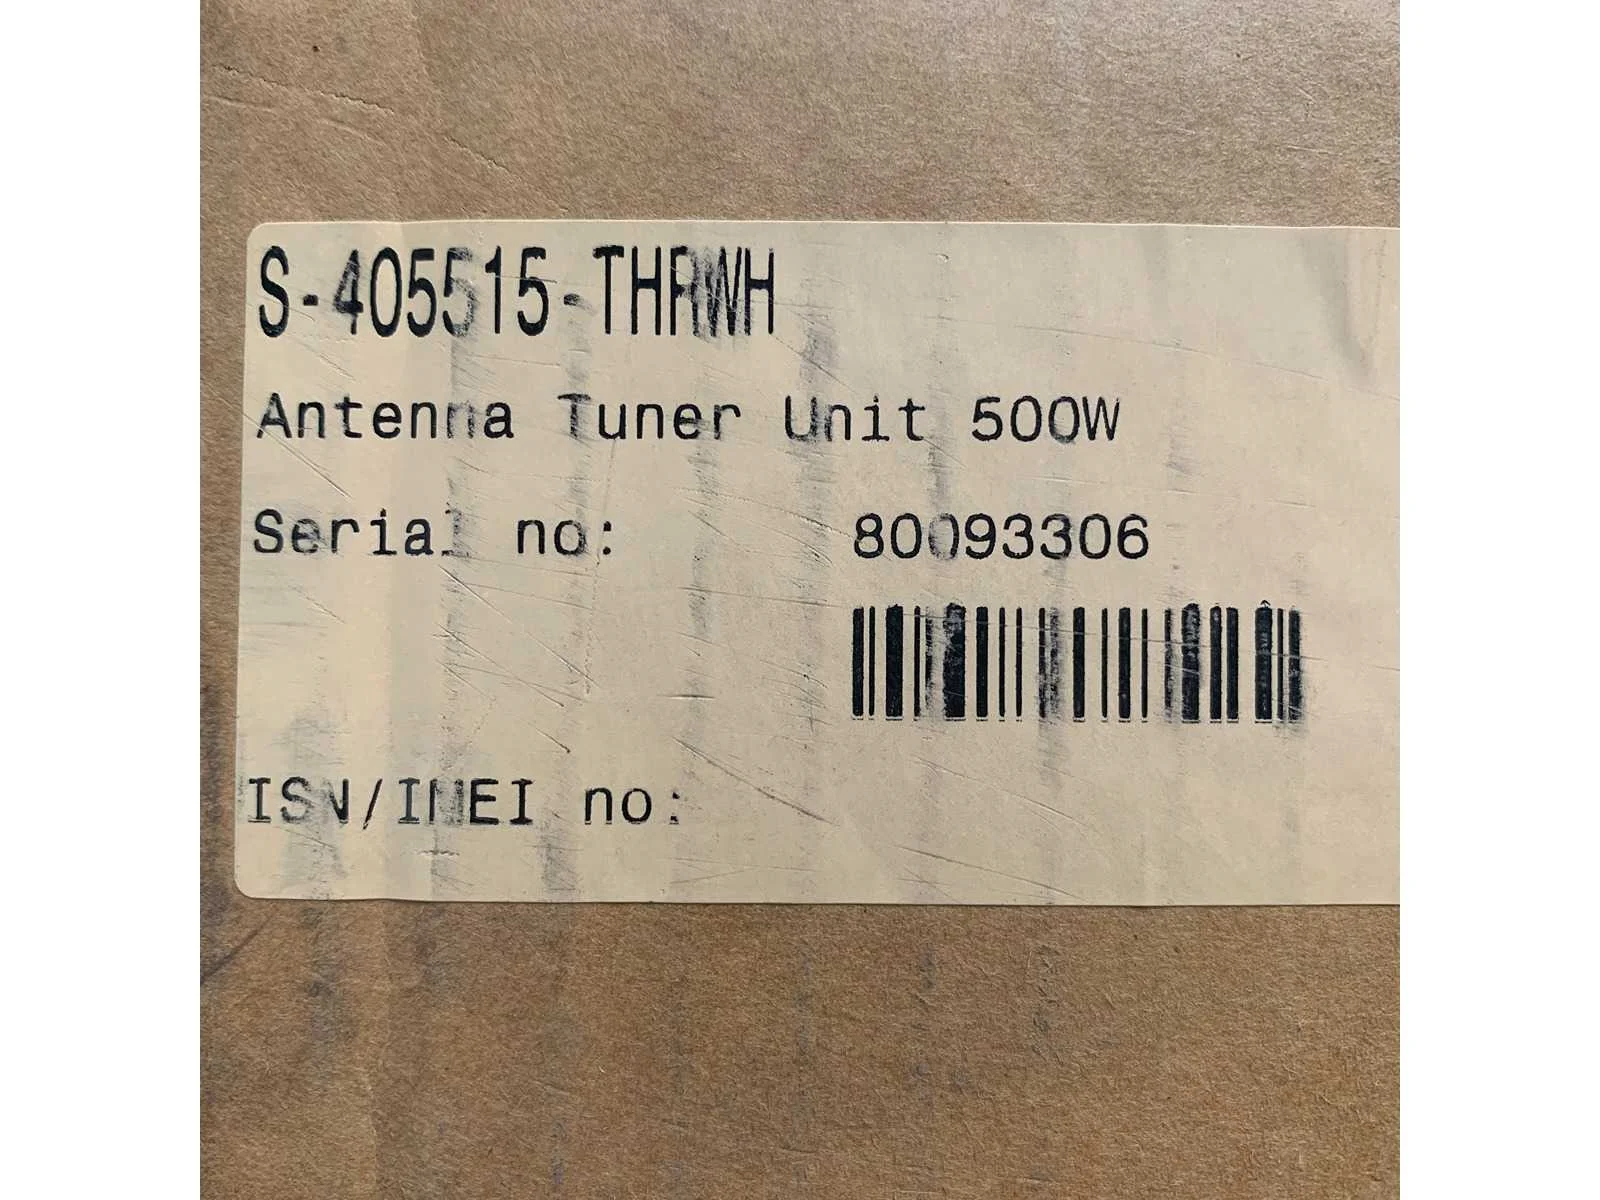 S-405515-THRWH
Antenna Tuner Unit 500W
Serial no: 80093306
ISN/IMEI no: